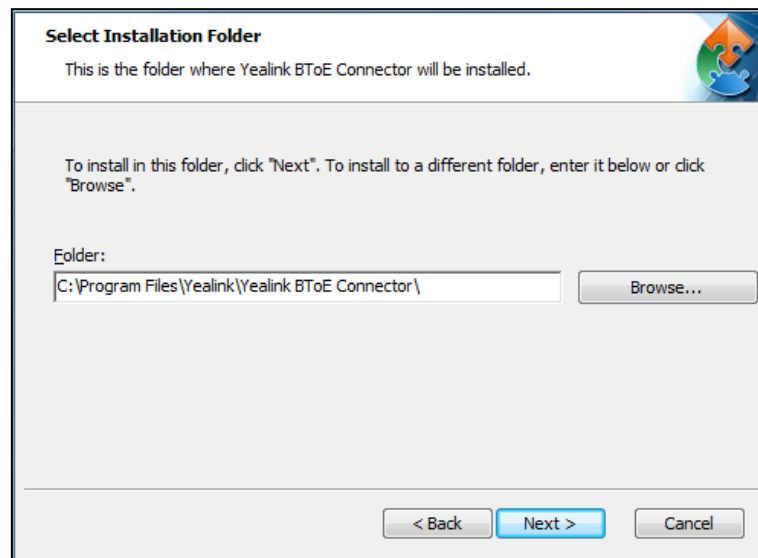 Select Installation Folder
This is the folder where Yealink BToE Connector will be installed.
To install in this folder, click "Next". To install to a different folder, enter it below or click
"Browse".
Folder:
C:\Program Files\Yealink\Yealink BToE Connector\
Browse...
< Back
Next >
Cancel